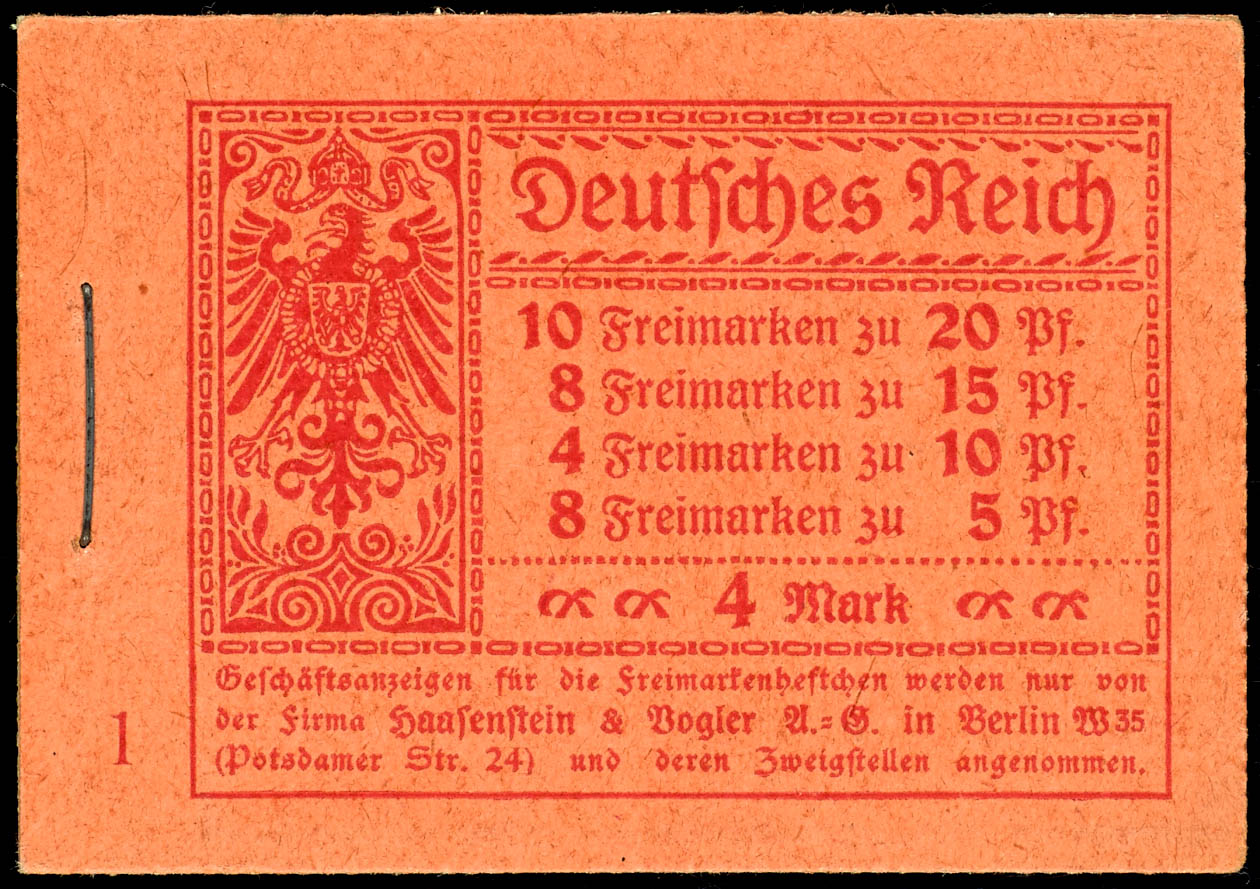 Deutſches Reich
10 Freimarken zu 20 Pf.
8 Freimarken zu 15 Pf.
4 Freimarken zu 10 Pf.
8 Freimarken zu 5 Pf.
4 Mark
Geſchäftsanzeigen für die Freimarkenheftchen werden nur von
der Firma Haaſenſtein & Vogler A.=G. in Berlin W 35
(Potsdamer Str. 24) und deren Zweigſtellen angenommen.
1